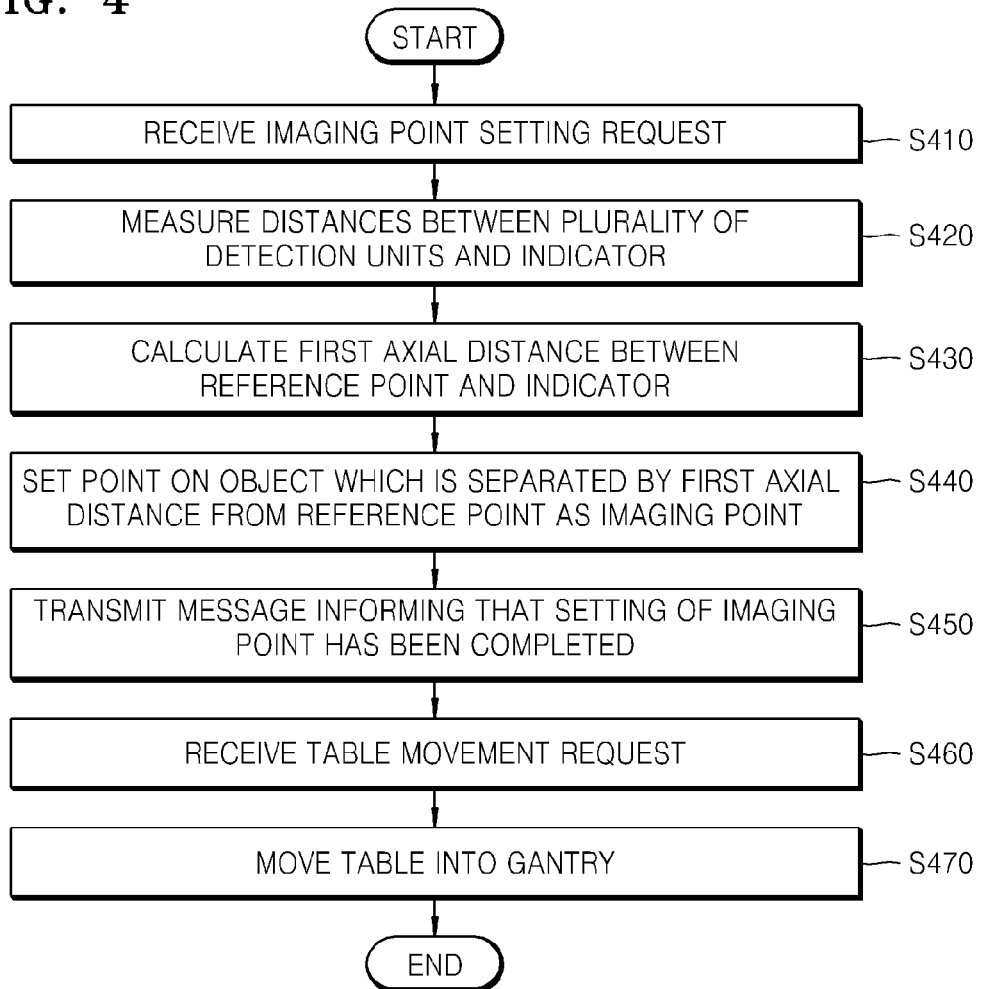 IG. 4
START
RECEIVE IMAGING POINT SETTING REQUEST
S410
MEASURE DISTANCES BETWEEN PLURALITY OF
DETECTION UNITS AND INDICATOR
S420
CALCULATE FIRST AXIAL DISTANCE BETWEEN
REFERENCE POINT AND INDICATOR
S430
SET POINT ON OBJECT WHICH IS SEPARATED BY FIRST AXIAL
DISTANCE FROM REFERENCE POINT AS IMAGING POINT
S440
TRANSMIT MESSAGE INFORMING THAT SETTING OF IMAGING
POINT HAS BEEN COMPLETED
S450
RECEIVE TABLE MOVEMENT REQUEST
S460
MOVE TABLE INTO GANTRY
S470
END